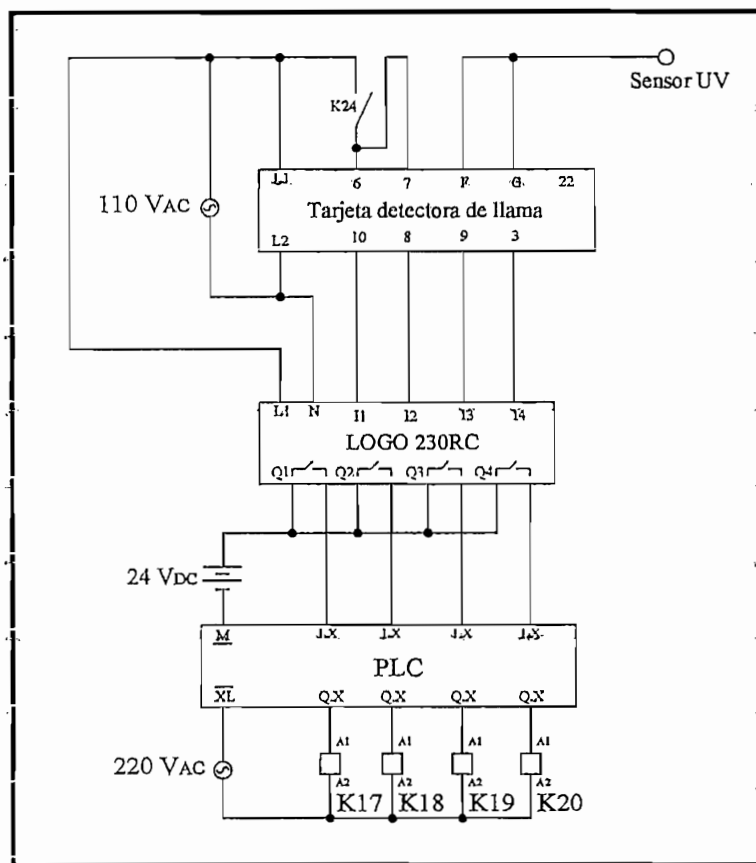 Sensor UV
K24
L1 6 7 F G 22
Tarjeta detectora de llama
L2 10 8 9 3
110 VAC
L1 N I1 I2 I3 I4
LOGO 230RC
Q1 Q2 Q3 Q4
24 VDC
M I.X I.X I.X I.X
PLC
XL Q.X Q.X Q.X Q.X
220 VAC
A1 A1 A1 A1
A2 A2 A2 A2
K17 K18 K19 K20